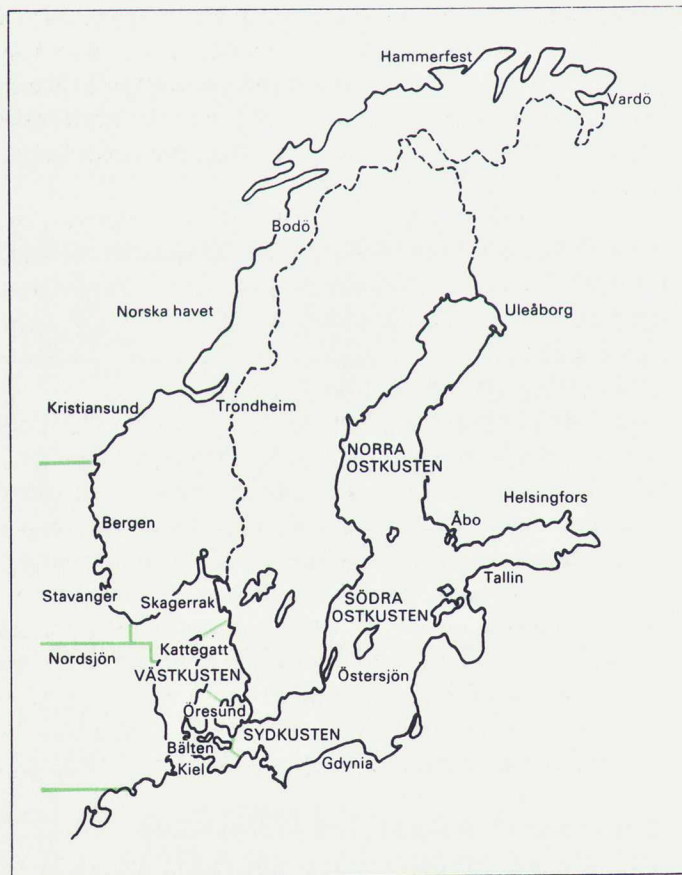 Hammerfest
Vardö
Bodö
Norska havet
Uleåborg
Kristiansund
Trondheim
NORRA
OSTKUSTEN
Helsingfors
Bergen
Åbo
Tallin
Stavanger
Skagerrak
SÖDRA
OSTKUSTEN
Nordsjön
Kattegatt
VÄSTKUSTEN
Östersjön
Öresund
SYDKUSTEN
Bälten
Kiel
Gdynia